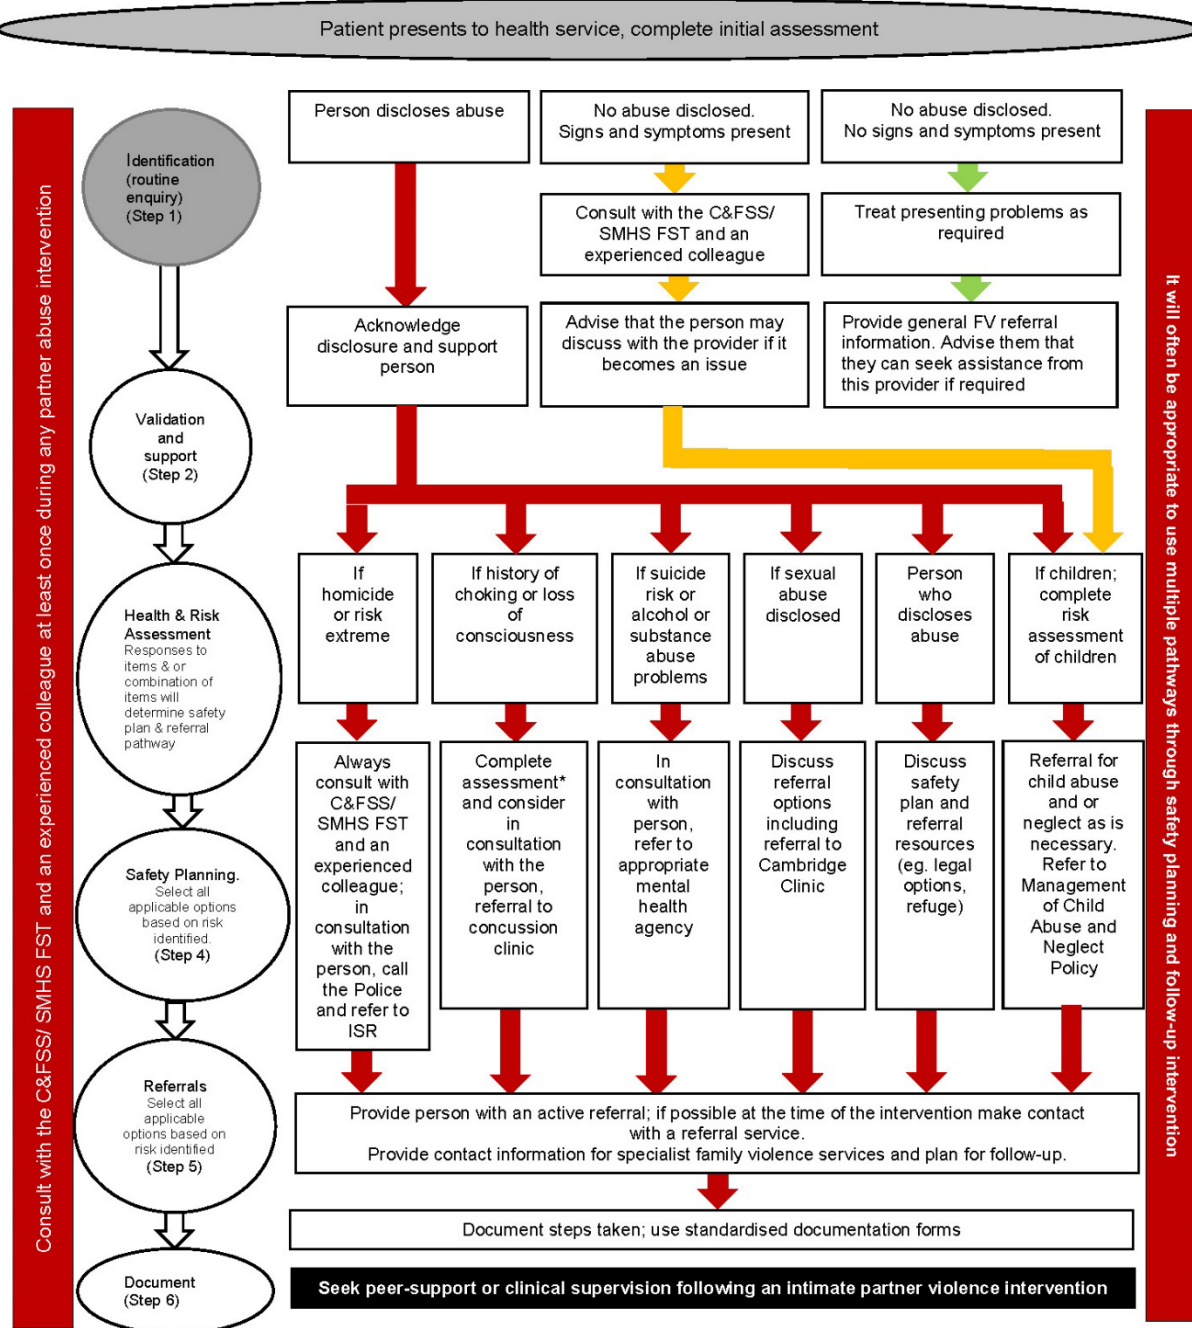 Patient presents to health service, complete initial assessment
Consult with the C&FSS/ SMHS FST and an experienced colleague at least once during any partner abuse intervention
Identification
(routine
enquiry)
(Step 1)
Person discloses abuse
No abuse disclosed.
Signs and symptoms present
No abuse disclosed.
No signs and symptoms present
Consult with the C&FSS/
SMHS FST and an
experienced colleague
Treat presenting problems as
required
Validation
and
support
(Step 2)
Acknowledge
disclosure and support
person
Advise that the person may
discuss with the provider if it
becomes an issue
Provide general FV referral
information. Advise them that
they can seek assistance from
this provider if required
Health & Risk
Assessment
Responses to
items & or
combination of
items will
determine safety
plan & referral
pathway
If
homicide
or risk
extreme
If history of
choking or loss
of
consciousness
If suicide
risk or
alcohol or
substance
abuse
problems
If sexual
abuse
disclosed
Person
who
discloses
abuse
If children;
complete
risk
assessment
of children
Safety Planning.
Select all
applicable options
based on risk
identified.
(Step 4)
Always
consult with
C&FSS/
SMHS FST
and an
experienced
colleague;
in
consultation
with the
person, call
the Police
and refer to
ISR
Complete
assessment*
and consider
in
consultation
with the
person,
referral to
concussion
clinic
In
consultation
with
person,
refer to
appropriate
mental
health
agency
Discuss
referral
options
including
referral to
Cambridge
Clinic
Discuss
safety
plan and
referral
resources
(eg. legal
options,
refuge)
Referral for
child abuse
and or
neglect as is
necessary.
Refer to
Management
of Child
Abuse and
Neglect
Policy
Referrals
Select all
applicable
options based on
risk identified
(Step 5)
Provide person with an active referral; if possible at the time of the intervention make contact
with a referral service.
Provide contact information for specialist family violence services and plan for follow-up.
Document steps taken; use standardised documentation forms
Document
(Step 6)
Seek peer-support or clinical supervision following an intimate partner violence intervention
It will often be appropriate to use multiple pathways through safety planning and follow-up intervention